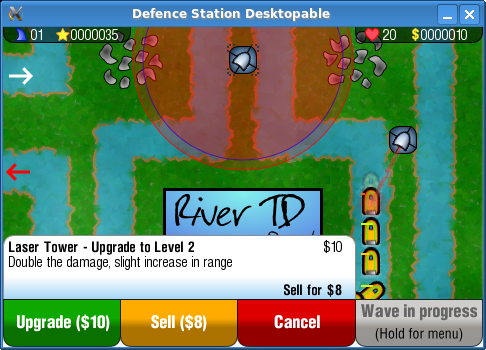 Defence Station Desktopable
01 0000035 20 $0000010
River TD
Laser Tower - Upgrade to Level 2 $10
Double the damage, slight increase in range
Sell for $8
Upgrade ($10) Sell ($8) Cancel Wave in progress
(Hold for menu)